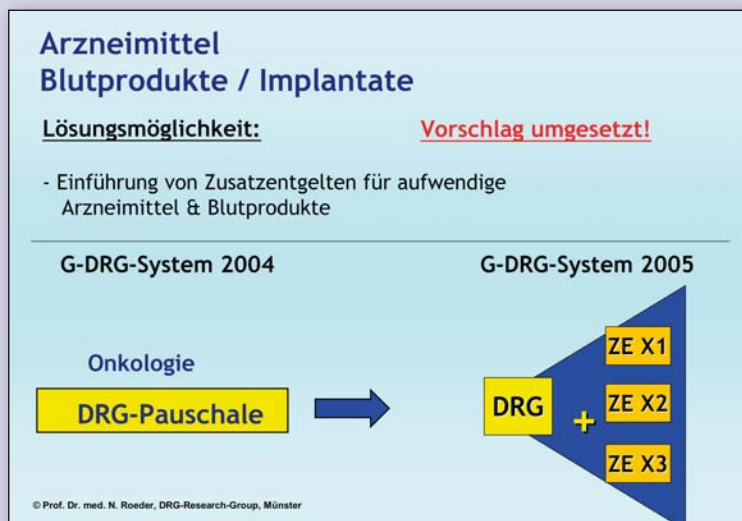 Arzneimittel
Blutprodukte / Implantate
Lösungsmöglichkeit:
Vorschlag umgesetzt!
- Einführung von Zusatzentgelten für aufwendige
Arzneimittel & Blutprodukte
G-DRG-System 2004
G-DRG-System 2005
Onkologie
DRG-Pauschale
DRG
+
ZE X1
ZE X2
ZE X3
© Prof. Dr. med. N. Roeder, DRG-Research-Group, Münster